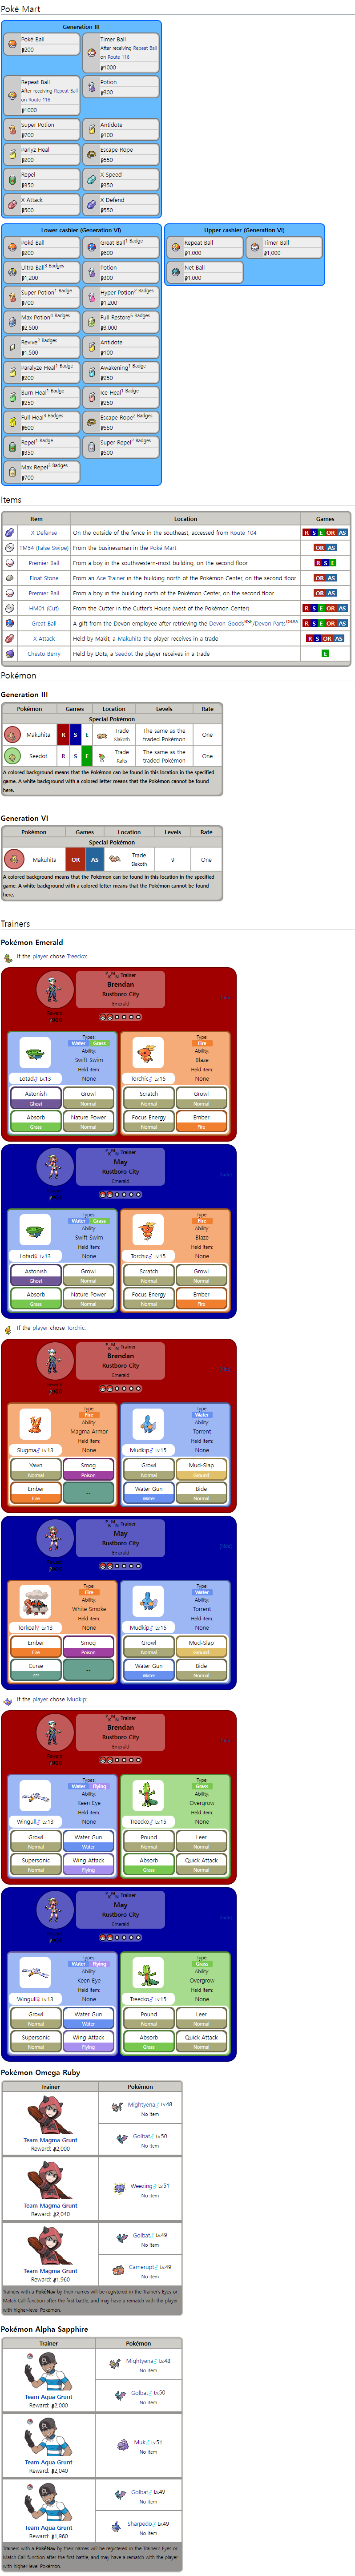 Poké Mart
Generation III
Poké Ball
₽200
Timer Ball
After receiving Repeat Ball
on Route 116
₽1000
Repeat Ball
After receiving Repeat Ball
on Route 116
₽1000
Potion
₽300
Super Potion
₽700
Antidote
₽100
Parlyz Heal
₽200
Escape Rope
₽550
Repel
₽350
X Speed
₽350
X Attack
₽500
X Defend
₽550
Lower cashier (Generation VI)
Poké Ball
₽200
Great Ball1 Badge
₽600
Ultra Ball3 Badges
₽1,200
Potion
₽300
Super Potion1 Badge
₽700
Hyper Potion2 Badges
₽1,200
Max Potion4 Badges
₽2,500
Full Restore5 Badges
₽3,000
Revive2 Badges
₽1,500
Antidote
₽100
Paralyze Heal1 Badge
₽200
Awakening1 Badge
₽250
Burn Heal1 Badge
₽250
Ice Heal1 Badge
₽250
Full Heal3 Badges
₽600
Escape Rope2 Badges
₽550
Repel1 Badge
₽350
Super Repel2 Badges
₽500
Max Repel3 Badges
₽700
Upper cashier (Generation VI)
Repeat Ball
₽1,000
Timer Ball
₽1,000
Net Ball
₽1,000
Items
Item Location Games
X Defense On the outside of the fence in the southeast, accessed from Route 104 R S E OR AS
TM54 (False Swipe) From the businessman in the Poké Mart OR AS
Premier Ball From a boy in the southwestern-most building, on the second floor R S E
Float Stone From an Ace Trainer in the building north of the Pokémon Center, on the second floor OR AS
Premier Ball From a boy in the building north of the Pokémon Center, on the second floor OR AS
HM01 (Cut) From the Cutter in the Cutter's House (west of the Pokémon Center) R S E OR AS
Great Ball A gift from the Devon employee after retrieving the Devon GoodsRSE/Devon PartsORAS R S E OR AS
X Attack Held by Makit, a Makuhita the player receives in a trade R S OR AS
Chesto Berry Held by Dots, a Seedot the player receives in a trade E
Pokémon
Generation III
Pokémon Games Location Levels Rate
Special Pokémon
Makuhita R S E Trade
Slakoth
The same as the
traded Pokémon
One
Seedot R S E Trade
Ralts
The same as the
traded Pokémon
One
A colored background means that the Pokémon can be found in this location in the specified
game. A white background with a colored letter means that the Pokémon cannot be found
here.
Generation VI
Pokémon Games Location Levels Rate
Special Pokémon
Makuhita OR AS Trade
Slakoth
9 One
A colored background means that the Pokémon can be found in this location in the specified
game. A white background with a colored letter means that the Pokémon cannot be found
here.
Trainers
Pokémon Emerald
If the player chose Treecko:
PKMN Trainer
Brendan
Rustboro City
Emerald
Types:
Water Grass
Ability:
Swift Swim
Held item:
None
Lotad♂ Lv.13
Astonish
Ghost
Growl
Normal
Absorb
Grass
Nature Power
Normal
Type:
Fire
Ability:
Blaze
Held item:
None
Torchic♂ Lv.15
Scratch
Normal
Growl
Normal
Focus Energy
Normal
Ember
Fire
PKMN Trainer
May
Rustboro City
Emerald
Types:
Water Grass
Ability:
Swift Swim
Held item:
None
Lotad♀ Lv.13
Astonish
Ghost
Growl
Normal
Absorb
Grass
Nature Power
Normal
Type:
Fire
Ability:
Blaze
Held item:
None
Torchic♂ Lv.15
Scratch
Normal
Growl
Normal
Focus Energy
Normal
Ember
Fire
If the player chose Torchic:
PKMN Trainer
Brendan
Rustboro City
Emerald
Type:
Fire
Ability:
Magma Armor
Held item:
None
Slugma♂ Lv.13
Yawn
Normal
Smog
Poison
Ember
Fire
--
Type:
Water
Ability:
Torrent
Held item:
None
Mudkip♂ Lv.15
Growl
Normal
Mud-Slap
Ground
Water Gun
Water
Bide
Normal
PKMN Trainer
May
Rustboro City
Emerald
Type:
Fire
Ability:
White Smoke
Held item:
None
Torkoal♀ Lv.13
Ember
Fire
Smog
Poison
Curse
???
--
Type:
Water
Ability:
Torrent
Held item:
None
Mudkip♂ Lv.15
Growl
Normal
Mud-Slap
Ground
Water Gun
Water
Bide
Normal
If the player chose Mudkip:
PKMN Trainer
Brendan
Rustboro City
Emerald
Types:
Water Flying
Ability:
Keen Eye
Held item:
None
Wingull♂ Lv.13
Growl
Normal
Water Gun
Water
Supersonic
Normal
Wing Attack
Flying
Type:
Grass
Ability:
Overgrow
Held item:
None
Treecko♂ Lv.15
Pound
Normal
Leer
Normal
Absorb
Grass
Quick Attack
Normal
PKMN Trainer
May
Rustboro City
Emerald
Types:
Water Flying
Ability:
Keen Eye
Held item:
None
Wingull♀ Lv.13
Growl
Normal
Water Gun
Water
Supersonic
Normal
Wing Attack
Flying
Type:
Grass
Ability:
Overgrow
Held item:
None
Treecko♂ Lv.15
Pound
Normal
Leer
Normal
Absorb
Grass
Quick Attack
Normal
Pokémon Omega Ruby
Trainer Pokémon
Team Magma Grunt
Reward: ₽2,000
Mightyena♂ Lv.48
No item
Golbat♂ Lv.50
No item
Team Magma Grunt
Reward: ₽2,040
Weezing♂ Lv.51
No item
Team Magma Grunt
Reward: ₽1,960
Golbat♂ Lv.49
No item
Camerupt♂ Lv.49
No item
Trainers with a PokéNav by their names will be registered in the Trainer's Eyes or
Match Call function after the first battle, and may have a rematch with the player
with higher-level Pokémon.
Pokémon Alpha Sapphire
Trainer Pokémon
Team Aqua Grunt
Reward: ₽2,000
Mightyena♂ Lv.48
No item
Golbat♂ Lv.50
No item
Team Aqua Grunt
Reward: ₽2,040
Muk♂ Lv.51
No item
Team Aqua Grunt
Reward: ₽1,960
Golbat♂ Lv.49
No item
Sharpedo♂ Lv.49
No item
Trainers with a PokéNav by their names will be registered in the Trainer's Eyes or
Match Call function after the first battle, and may have a rematch with the player
with higher-level Pokémon.